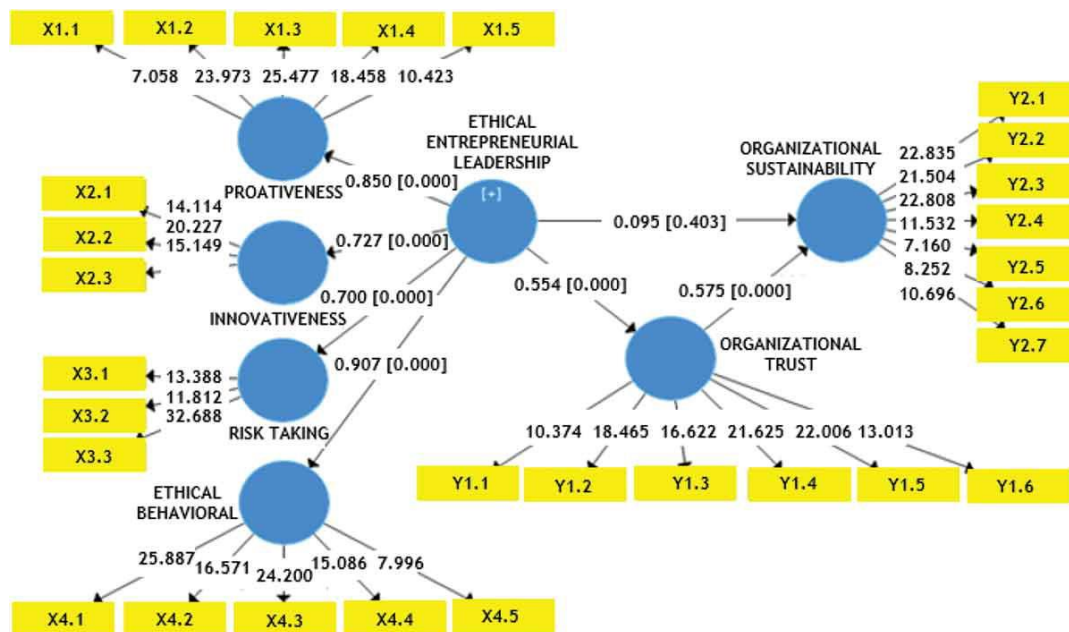 X1.1
X1.2
X1.3
X1.4
X1.5
7.058
23.973
25.477
18.458
10.423
PROATIVENESS
ETHICAL
ENTREPRENEURIAL
LEADERSHIP
[+]
0.850 [0.000]
X2.1
X2.2
X2.3
14.114
20.227
15.149
INNOVATIVENESS
0.727 [0.000]
0.700 [0.000]
0.907 [0.000]
X3.1
X3.2
X3.3
13.388
11.812
32.688
RISK TAKING
ETHICAL
BEHAVIORAL
25.887
16.571
24.200
15.086
7.996
X4.1
X4.2
X4.3
X4.4
X4.5
0.095 [0.403]
0.554 [0.000]
0.575 [0.000]
ORGANIZATIONAL
SUSTAINABILITY
22.835
21.504
22.808
11.532
7.160
8.252
10.696
Y2.1
Y2.2
Y2.3
Y2.4
Y2.5
Y2.6
Y2.7
ORGANIZATIONAL
TRUST
10.374
18.465
16.622
21.625
22.006
13.013
Y1.1
Y1.2
Y1.3
Y1.4
Y1.5
Y1.6